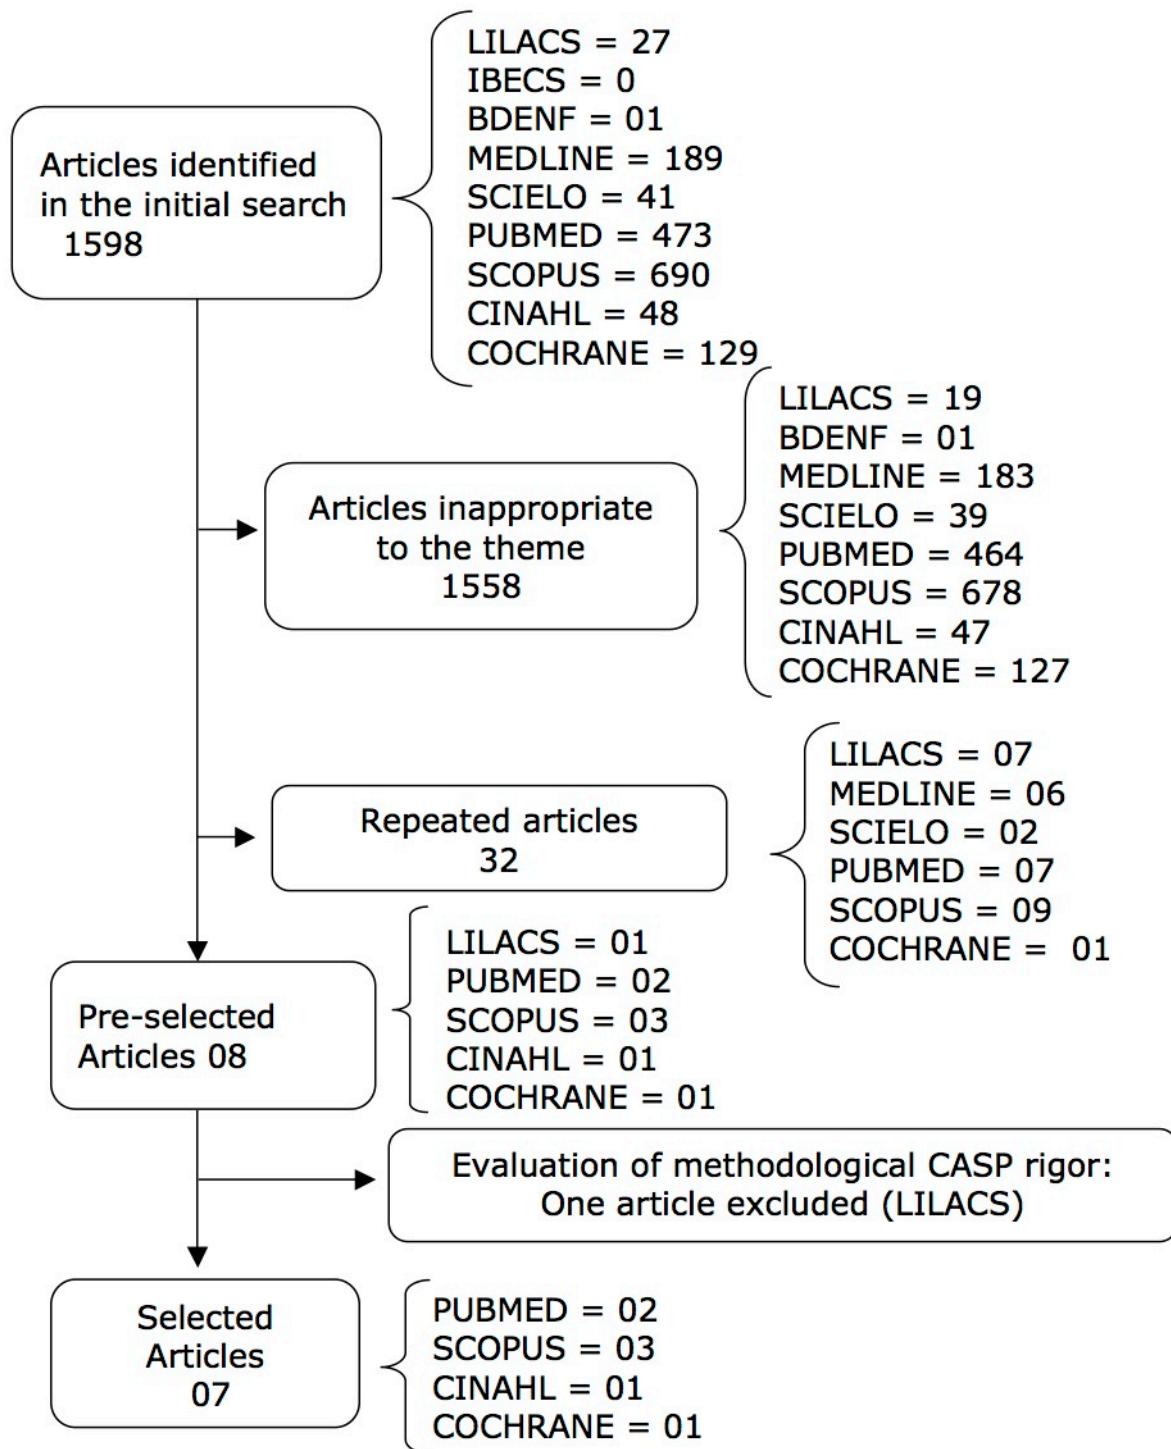 Articles identified
in the initial search
1598
LILACS = 27
IBECS = 0
BDENF = 01
MEDLINE = 189
SCIELO = 41
PUBMED = 473
SCOPUS = 690
CINAHL = 48
COCHRANE = 129
Articles inappropriate
to the theme
1558
LILACS = 19
BDENF = 01
MEDLINE = 183
SCIELO = 39
PUBMED = 464
SCOPUS = 678
CINAHL = 47
COCHRANE = 127
Repeated articles
32
LILACS = 07
MEDLINE = 06
SCIELO = 02
PUBMED = 07
SCOPUS = 09
COCHRANE =  01
Pre-selected
Articles 08
LILACS = 01
PUBMED = 02
SCOPUS = 03
CINAHL = 01
COCHRANE = 01
Evaluation of methodological CASP rigor:
One article excluded (LILACS)
Selected
Articles
07
PUBMED = 02
SCOPUS = 03
CINAHL = 01
COCHRANE = 01